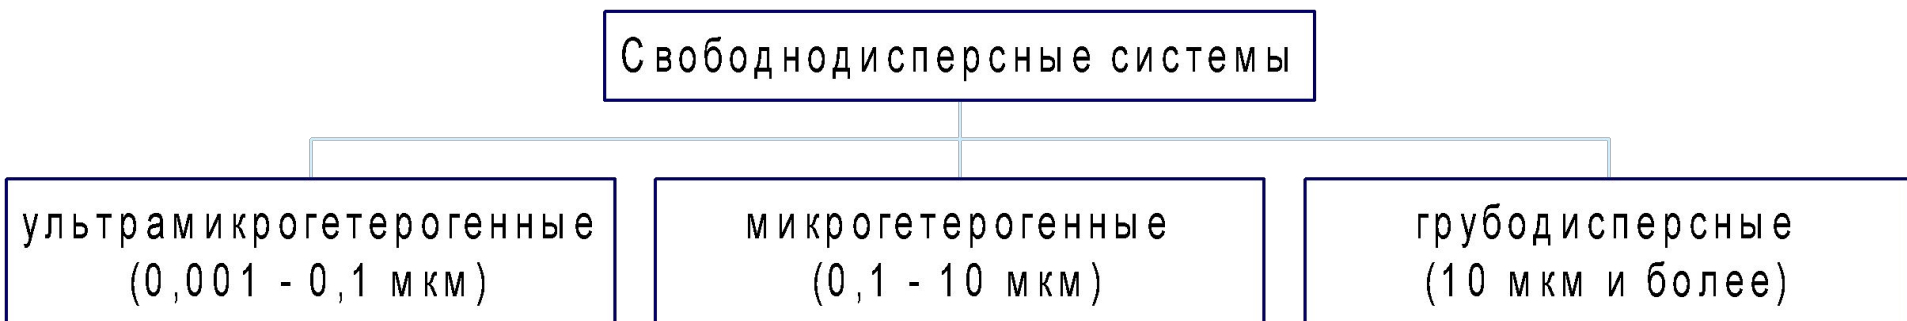 Свободнодисперсные системы
ультрамикрогетерогенные
(0,001 - 0,1 мкм)
микрогетерогенные
(0,1 - 10 мкм)
грубодисперсные
(10 мкм и более)